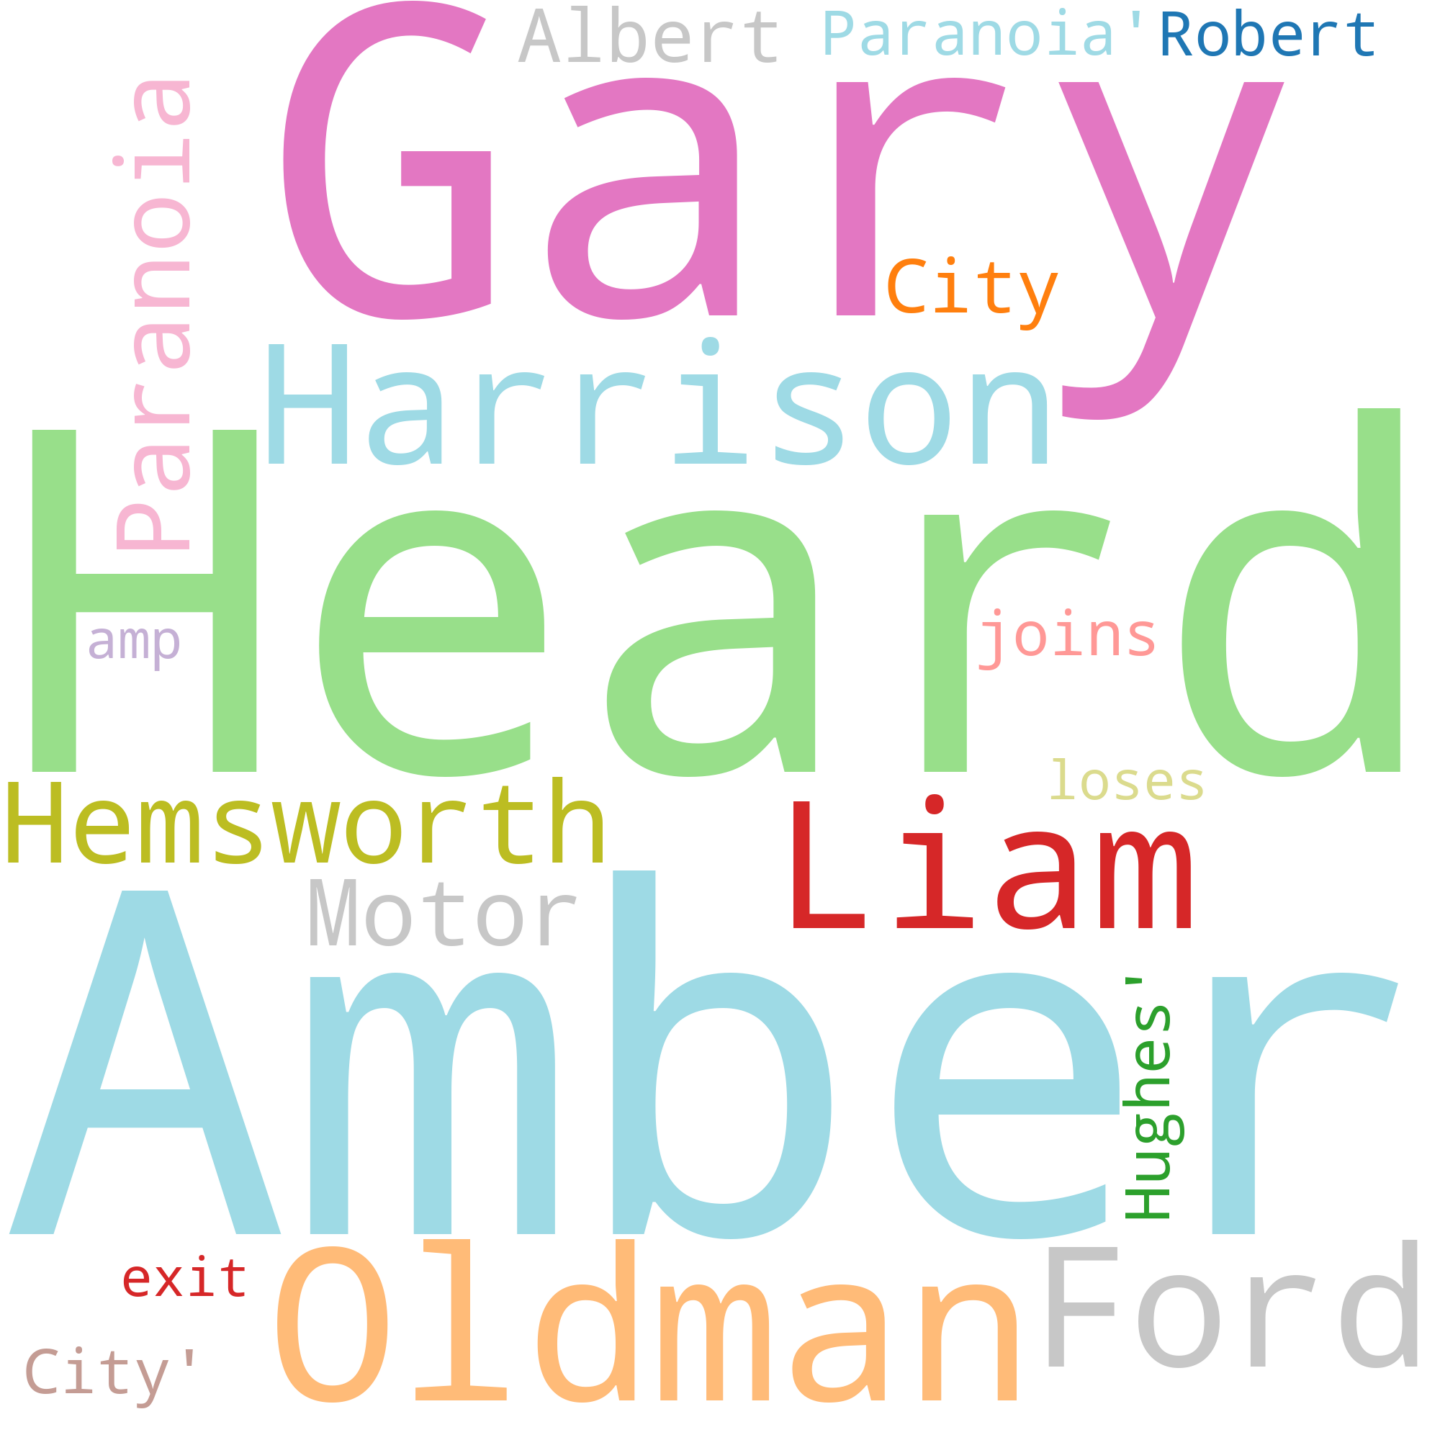 Albert
Paranoia'
Robert
Gary
Paranoia
City
Harrison
Heard
amp
joins
loses
Hemsworth
Liam
Motor
Amber
Hughes'
exit
Oldman
Ford
City'